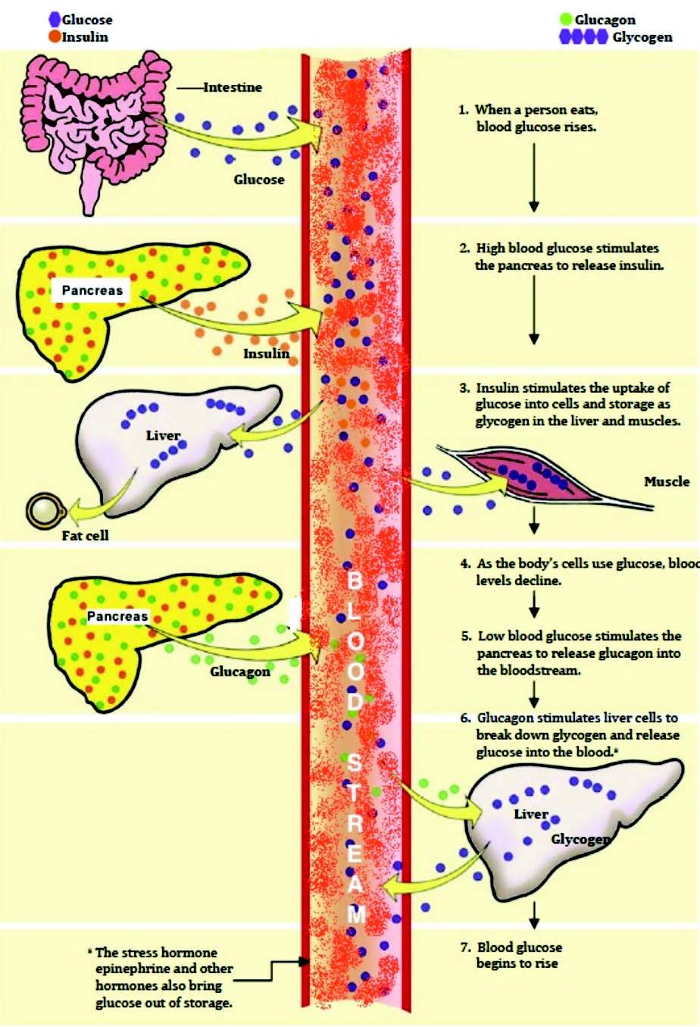 Glucose
Insulin
Glucagon
Glycogen
Intestine
Glucose
1. When a person eats,
blood glucose rises.
Pancreas
Insulin
2. High blood glucose stimulates
the pancreas to release insulin.
Liver
Fat cell
3. Insulin stimulates the uptake of
glucose into cells and storage as
glycogen in the liver and muscles.
Muscle
Pancreas
Glucagon
4. As the body's cells use glucose, blood
levels decline.
5. Low blood glucose stimulates the
pancreas to release glucagon into
the bloodstream.
BLOOD STREAM
6. Glucagon stimulates liver cells to
break down glycogen and release
glucose into the blood.*
Liver
Glycogen
* The stress hormone
epinephrine and other
hormones also bring
glucose out of storage.
7. Blood glucose
begins to rise